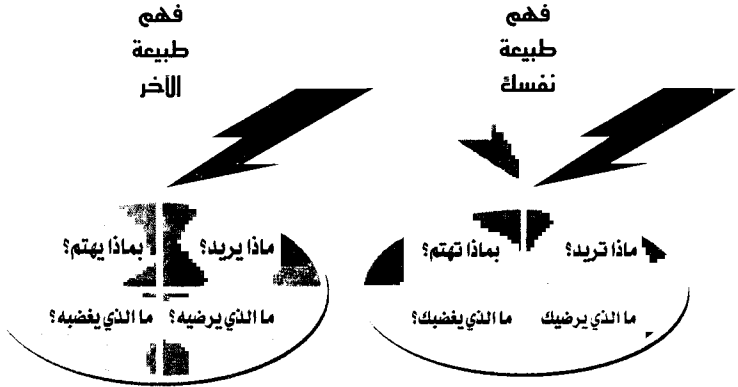 فهم
طبيعة
نفسك
ماذا تريد؟ بماذا تهتم؟
ما الذي يرضيك ما الذي يغضبك؟
فهم
طبيعة
الآخر
ماذا يريد؟ بماذا يهتم؟
ما الذي يرضيه؟ ما الذي يغضبه؟